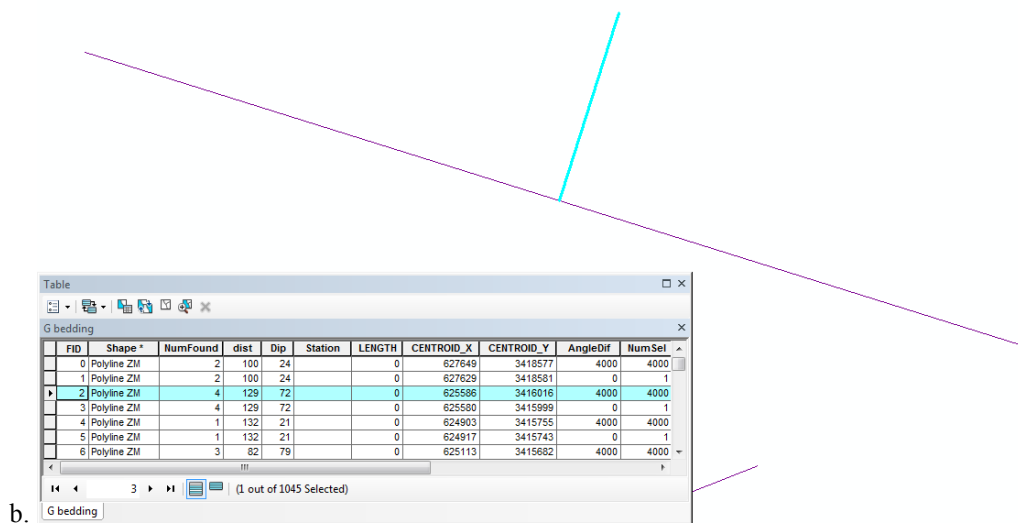 Table
G bedding
FID Shape * NumFound dist Dip Station LENGTH CENTROID_X CENTROID_Y AngleDif NumSel
0 Polyline ZM 2 100 24 0 627649 3418577 4000 4000
1 Polyline ZM 2 100 24 0 627629 3418581 0 1
2 Polyline ZM 4 129 72 0 625586 3416016 4000 4000
3 Polyline ZM 4 129 72 0 625580 3415999 0 1
4 Polyline ZM 1 132 21 0 624903 3415755 4000 4000
5 Polyline ZM 1 132 21 0 624917 3415743 0 1
6 Polyline ZM 3 82 79 0 625113 3415682 4000 4000
3 (1 out of 1045 Selected)
b. G bedding